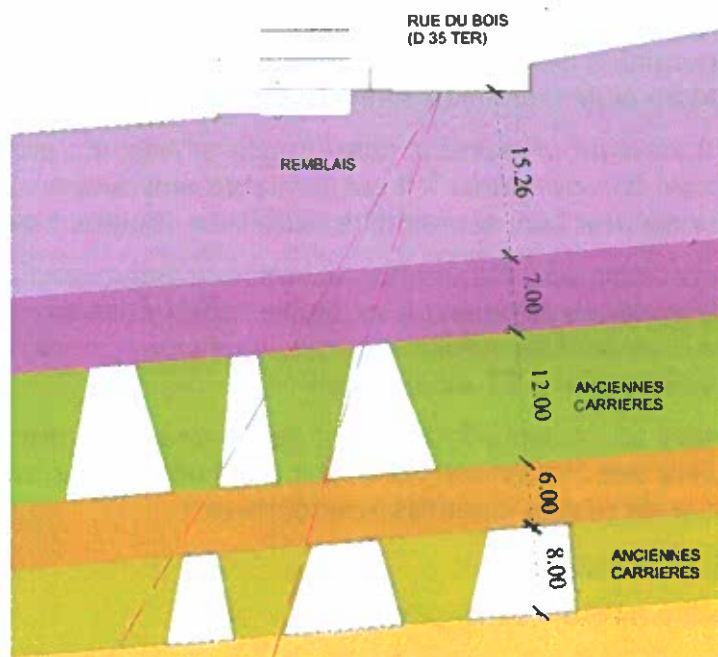 RUE DU BOIS
(D 35 TER)
REMBLAIS
15.26
7.00
12.00
ANCIENNES
CARRIERES
6.00
8.00
ANCIENNES
CARRIERES